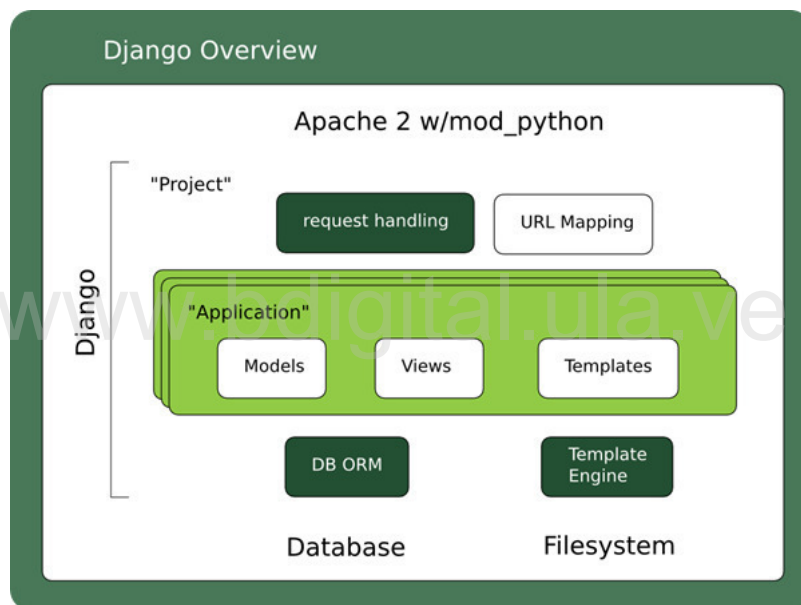 Django Overview
Apache 2 w/mod_python
"Project"
request handling
URL Mapping
Django
www.bdigital.ula.ve
"Application"
Models
Views
Templates
DB ORM
Template
Engine
Database
Filesystem